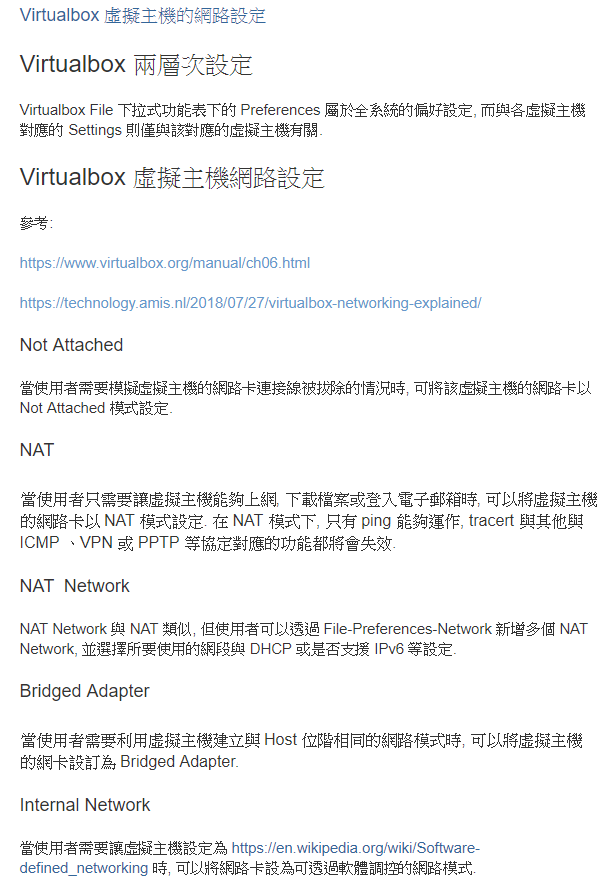 Virtualbox 虛擬主機的網路設定
Virtualbox 兩層次設定
Virtualbox File 下拉式功能表下的 Preferences 屬於全系統的偏好設定, 而與各虛擬主機
對應的 Settings 則僅與該對應的虛擬主機有關.
Virtualbox 虛擬主機網路設定
參考:
https://www.virtualbox.org/manual/ch06.html
https://technology.amis.nl/2018/07/27/virtualbox-networking-explained/
Not Attached
當使用者需要模擬虛擬主機的網路卡連接線被拔除的情況時, 可將該虛擬主機的網路卡以
Not Attached 模式設定.
NAT
當使用者只需要讓虛擬主機能夠上網, 下載檔案或登入電子郵箱時, 可以將虛擬主機
的網路卡以 NAT 模式設定. 在 NAT 模式下, 只有 ping 能夠運作, tracert 與其他與
ICMP 、VPN 或 PPTP 等協定對應的功能都將會失效.
NAT  Network
NAT Network 與 NAT 類似, 但使用者可以透過 File-Preferences-Network 新增多個 NAT
Network, 並選擇所要使用的網段與 DHCP 或是否支援 IPv6 等設定.
Bridged Adapter
當使用者需要利用虛擬主機建立與 Host 位階相同的網路模式時, 可以將虛擬主機
的網卡設訂為 Bridged Adapter.
Internal Network
當使用者需要讓虛擬主機設定為 https://en.wikipedia.org/wiki/Software-
defined_networking 時, 可以將網路卡設為可透過軟體調控的網路模式.